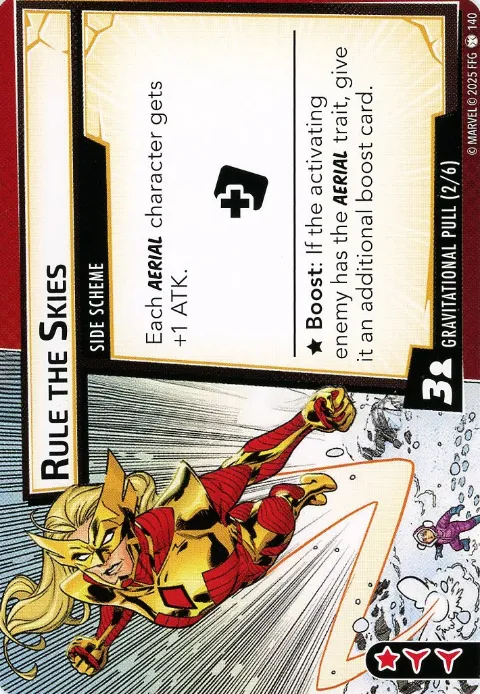 RULE THE SKIES
SIDE SCHEME
Each AERIAL character gets
+1 ATK.
★ Boost: If the activating
enemy has the AERIAL trait, give
it an additional boost card.
3
GRAVITATIONAL PULL (2/6)
© MARVEL © 2025 FFG 140